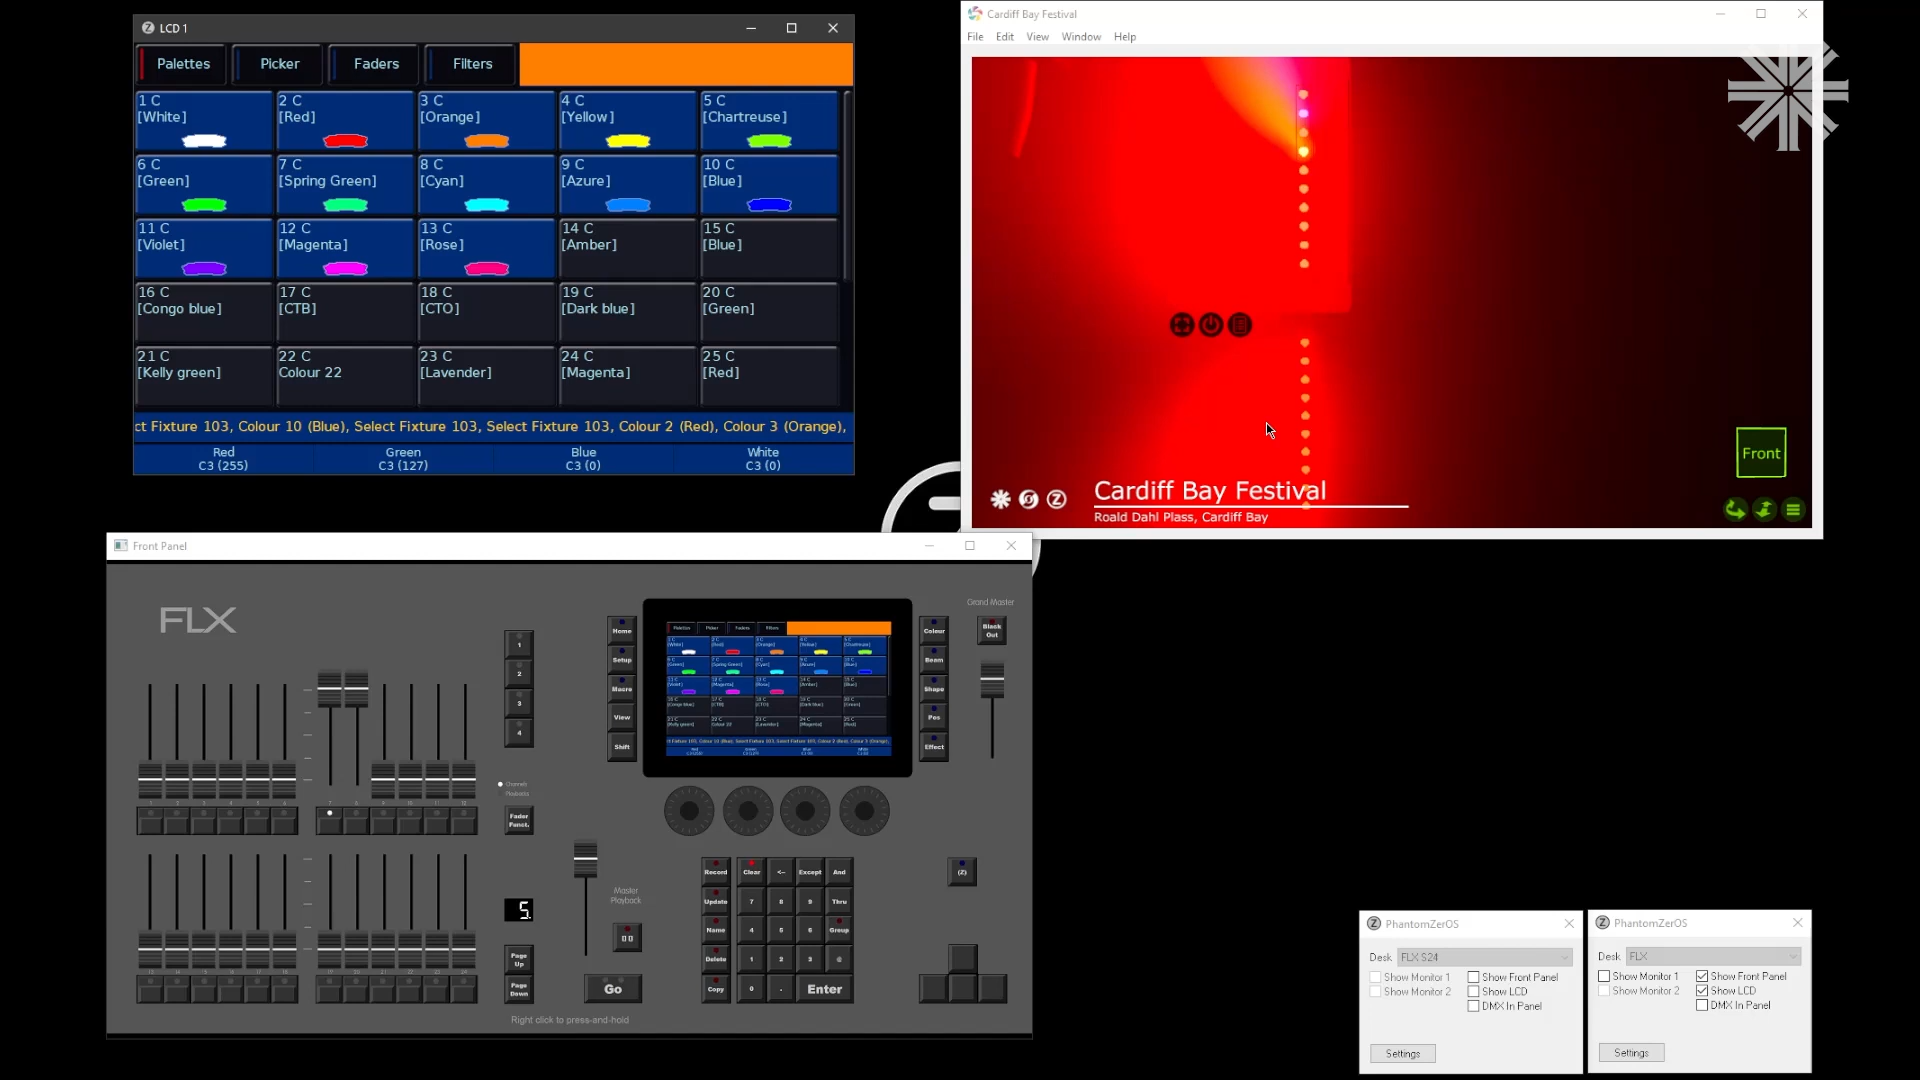 LCD 1
Palettes Picker Faders Filters
1 C [White]
2 C [Red]
3 C [Orange]
4 C [Yellow]
5 C [Chartreuse]
6 C [Green]
7 C [Spring Green]
8 C [Cyan]
9 C [Azure]
10 C [Blue]
11 C [Violet]
12 C [Magenta]
13 C [Rose]
14 C [Amber]
15 C [Blue]
16 C [Congo blue]
17 C [CTB]
18 C [CTO]
19 C [Dark blue]
20 C [Green]
21 C [Kelly green]
22 C Colour 22
23 C [Lavender]
24 C [Magenta]
25 C [Red]
ct Fixture 103, Colour 10 (Blue), Select Fixture 103, Select Fixture 103, Colour 2 (Red), Colour 3 (Orange),
Red Green Blue White
C3 (255) C3 (127) C3 (0) C3 (0)
Cardiff Bay Festival
File Edit View Window Help
Front
Cardiff Bay Festival
Roald Dahl Plass, Cardiff Bay
Front Panel
FLX
1
2
3
4
Home
Setup
Macro
View
Shift
Colour
Beam
Shape
Pos
Effect
Grand Master
Black Out
Channels
Playbacks
Fader Funct.
5.
Page Up
Page Down
Master Playback
Go
Record Clear <- Except And
Update 7 8 9 Thru
Name 4 5 6 Group
Delete 1 2 3 @
Copy 0 . Enter
(Z)
Right click to press-and-hold
PhantomZerOS
Desk FLX S24
Show Monitor 1 Show Front Panel
Show Monitor 2 Show LCD
DMX In Panel
Settings
PhantomZerOS
Desk FLX
Show Monitor 1 Show Front Panel
Show Monitor 2 Show LCD
DMX In Panel
Settings